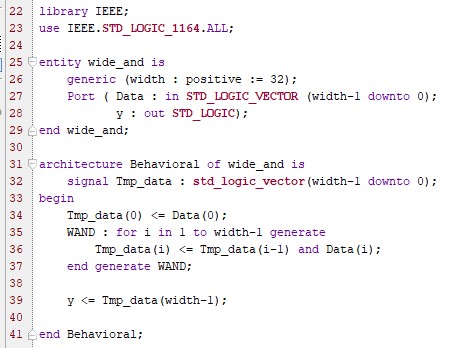 22 library IEEE;
23 use IEEE.STD_LOGIC_1164.ALL;
24
25 entity wide_and is
26     generic (width : positive := 32);
27     Port ( Data : in STD_LOGIC_VECTOR (width-1 downto 0);
28            y : out STD_LOGIC);
29 end wide_and;
30
31 architecture Behavioral of wide_and is
32     signal Tmp_data : std_logic_vector(width-1 downto 0);
33 begin
34     Tmp_data(0) <= Data(0);
35     WAND : for i in 1 to width-1 generate
36         Tmp_data(i) <= Tmp_data(i-1) and Data(i);
37     end generate WAND;
38
39     y <= Tmp_data(width-1);
40
41 end Behavioral;